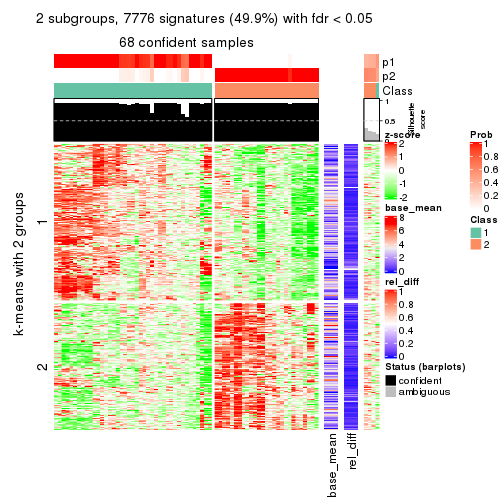 2 subgroups, 7776 signatures (49.9%) with fdr < 0.05
68 confident samples
p1
p2
Class
1
0.5
0
Silhouette
score
k-means with 2 groups
1
2
base_mean
rel_diff
z-score
2
1
0
-1
-2
base_mean
8
6
4
2
0
rel_diff
1
0.8
0.6
0.4
0.2
0
Status (barplots)
confident
ambiguous
Prob
1
0.8
0.6
0.4
0.2
0
Class
1
2